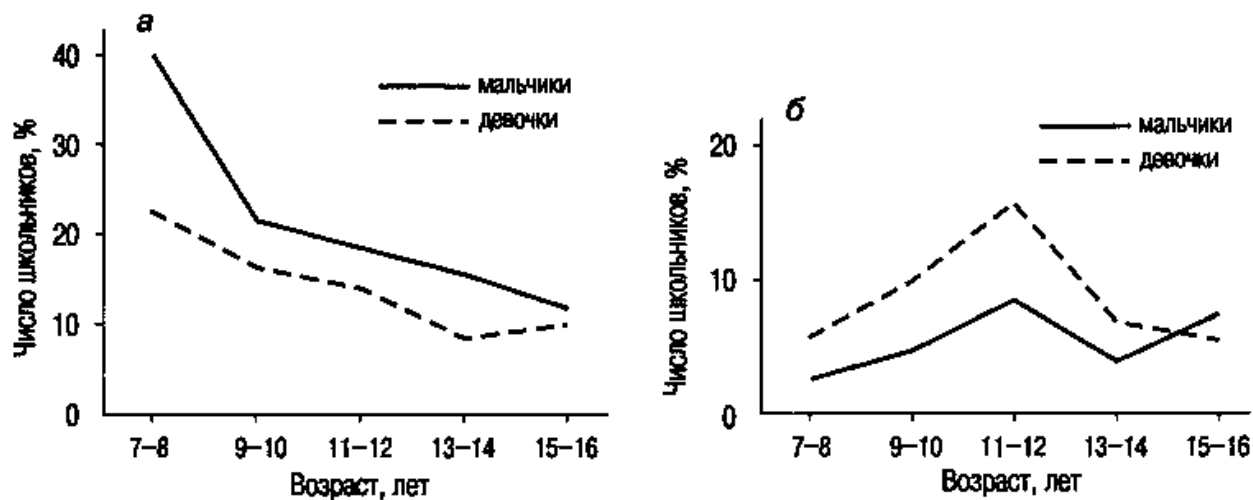 а
Число школьников, %
40
30
20
10
0
мальчики
девочки
7–8
9–10
11–12
13–14
15–16
Возраст, лет
б
Число школьников, %
20
10
0
мальчики
девочки
7–8
9–10
11–12
13–14
15–16
Возраст, лет